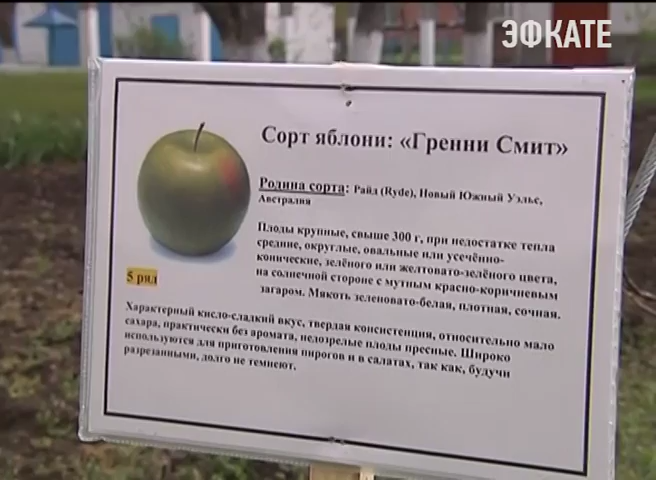 ЭФКАТЕ
Сорт яблони: «Гренни Смит»
Родина сорта: Райд (Ryde), Новый Южный Уэльс,
Австралия
Плоды крупные, свыше 300 г, при недостатке тепла
средние, округлые, овальные или усечённо-
конические, зелёного или желтовато-зелёного цвета,
на солнечной стороне с мутным красно-коричневым
загаром. Мякоть зеленовато-белая, плотная, сочная.
5 ряд
Характерный кисло-сладкий вкус, твердая консистенция, относительно мало
сахара, практически без аромата, недозрелые плоды пресные. Широко
используются для приготовления пирогов и в салатах, так как, будучи
разрезанными, долго не темнеют.